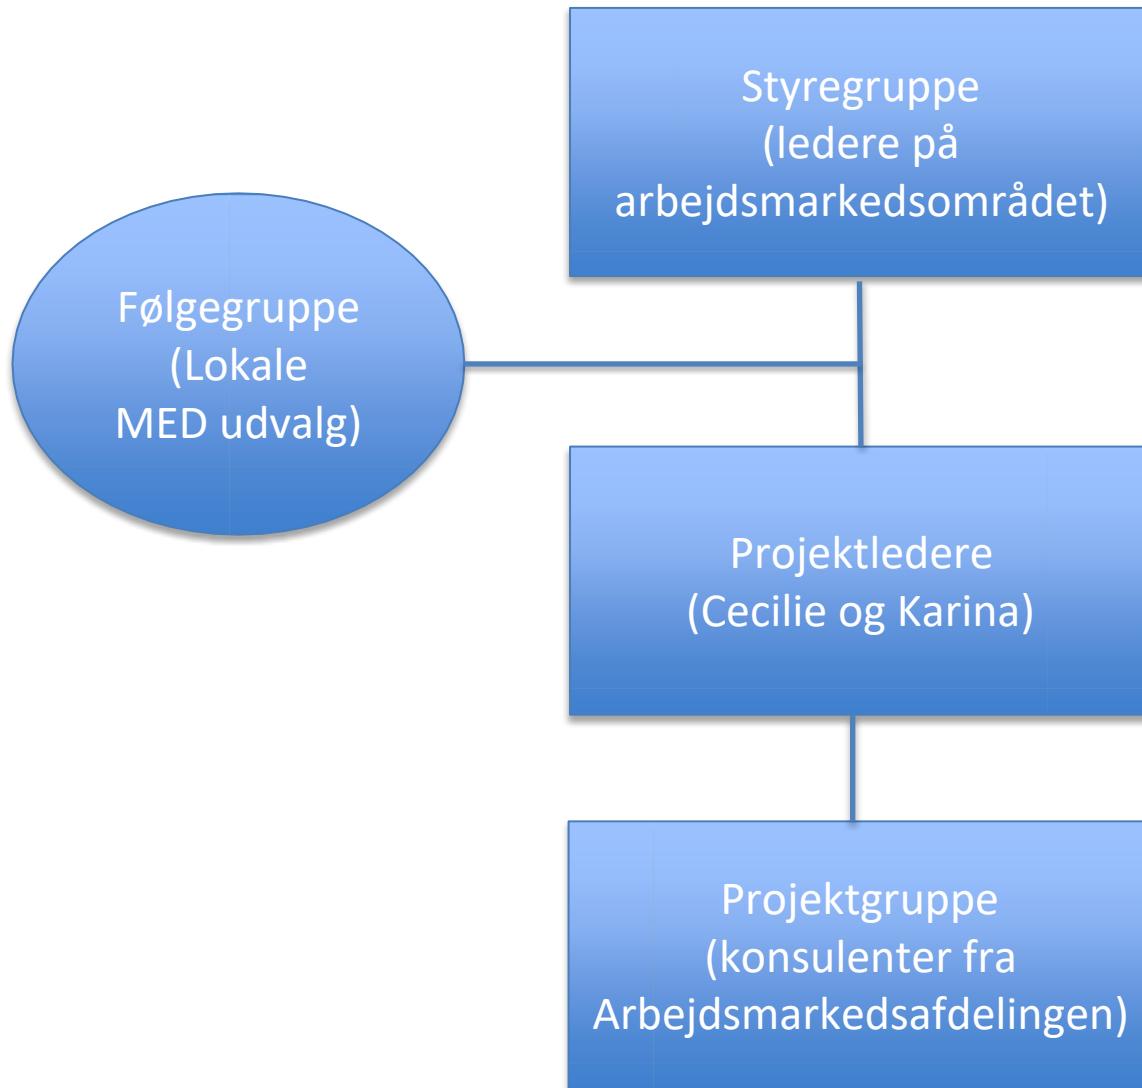 Styregruppe
(ledere på
arbejdsmarkedsområdet)
Følgegruppe
(Lokale
MED udvalg)
Projektledere
(Cecilie og Karina)
Projektgruppe
(konsulenter fra
Arbejdsmarkedsafdelingen)